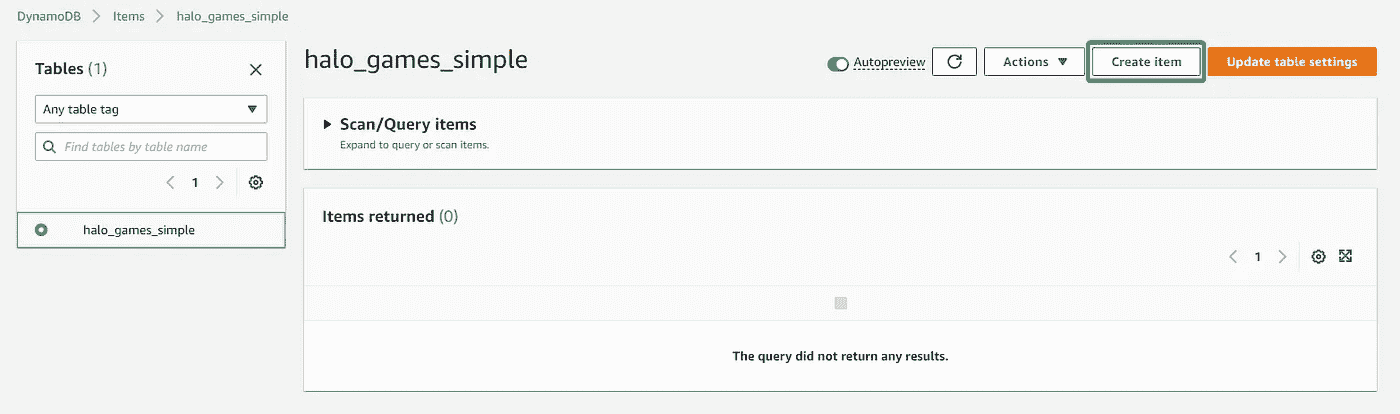 DynamoDB > Items > halo_games_simple
Tables (1)
Any table tag
Find tables by table name
1
halo_games_simple
halo_games_simple
Autopreview
Actions
Create item
Update table settings
Scan/Query items
Expand to query or scan items.
Items returned (0)
1
The query did not return any results.